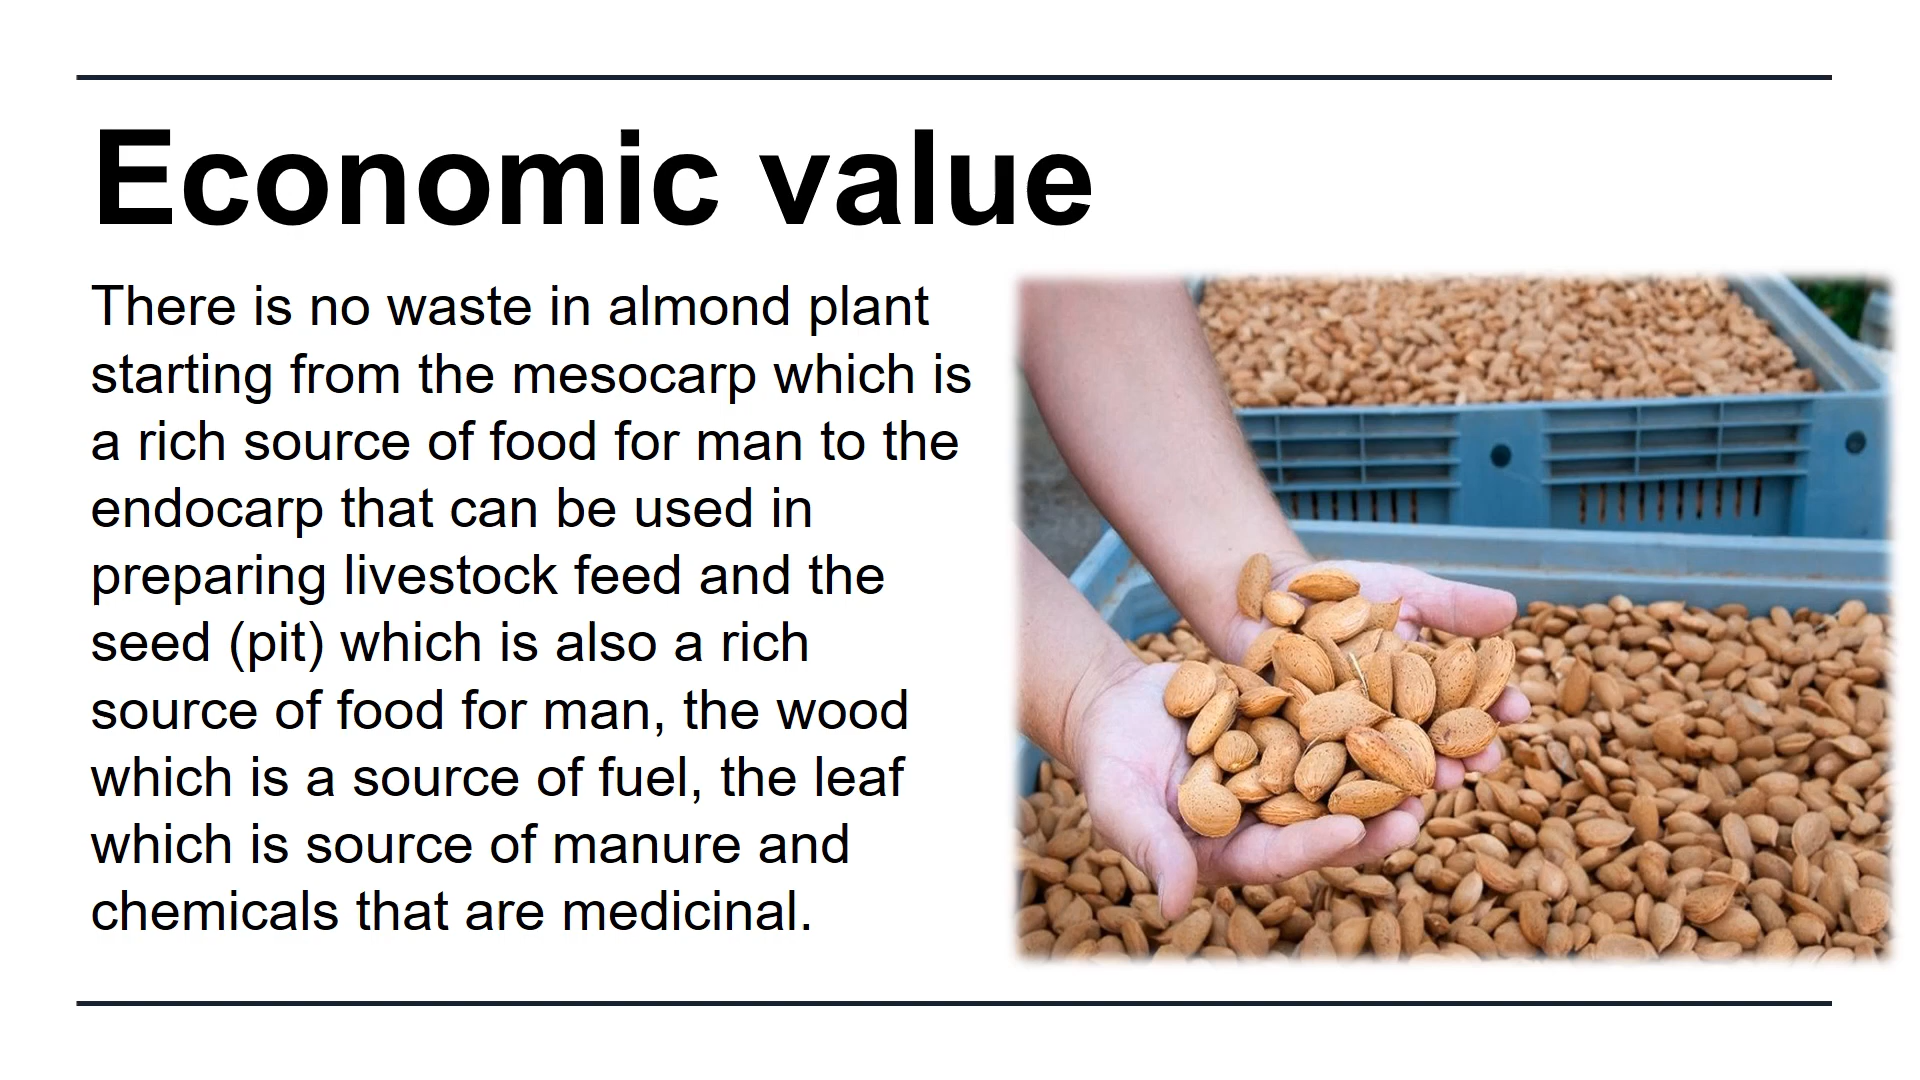 Economic value
There is no waste in almond plant
starting from the mesocarp which is
a rich source of food for man to the
endocarp that can be used in
preparing livestock feed and the
seed (pit) which is also a rich
source of food for man, the wood
which is a source of fuel, the leaf
which is source of manure and
chemicals that are medicinal.